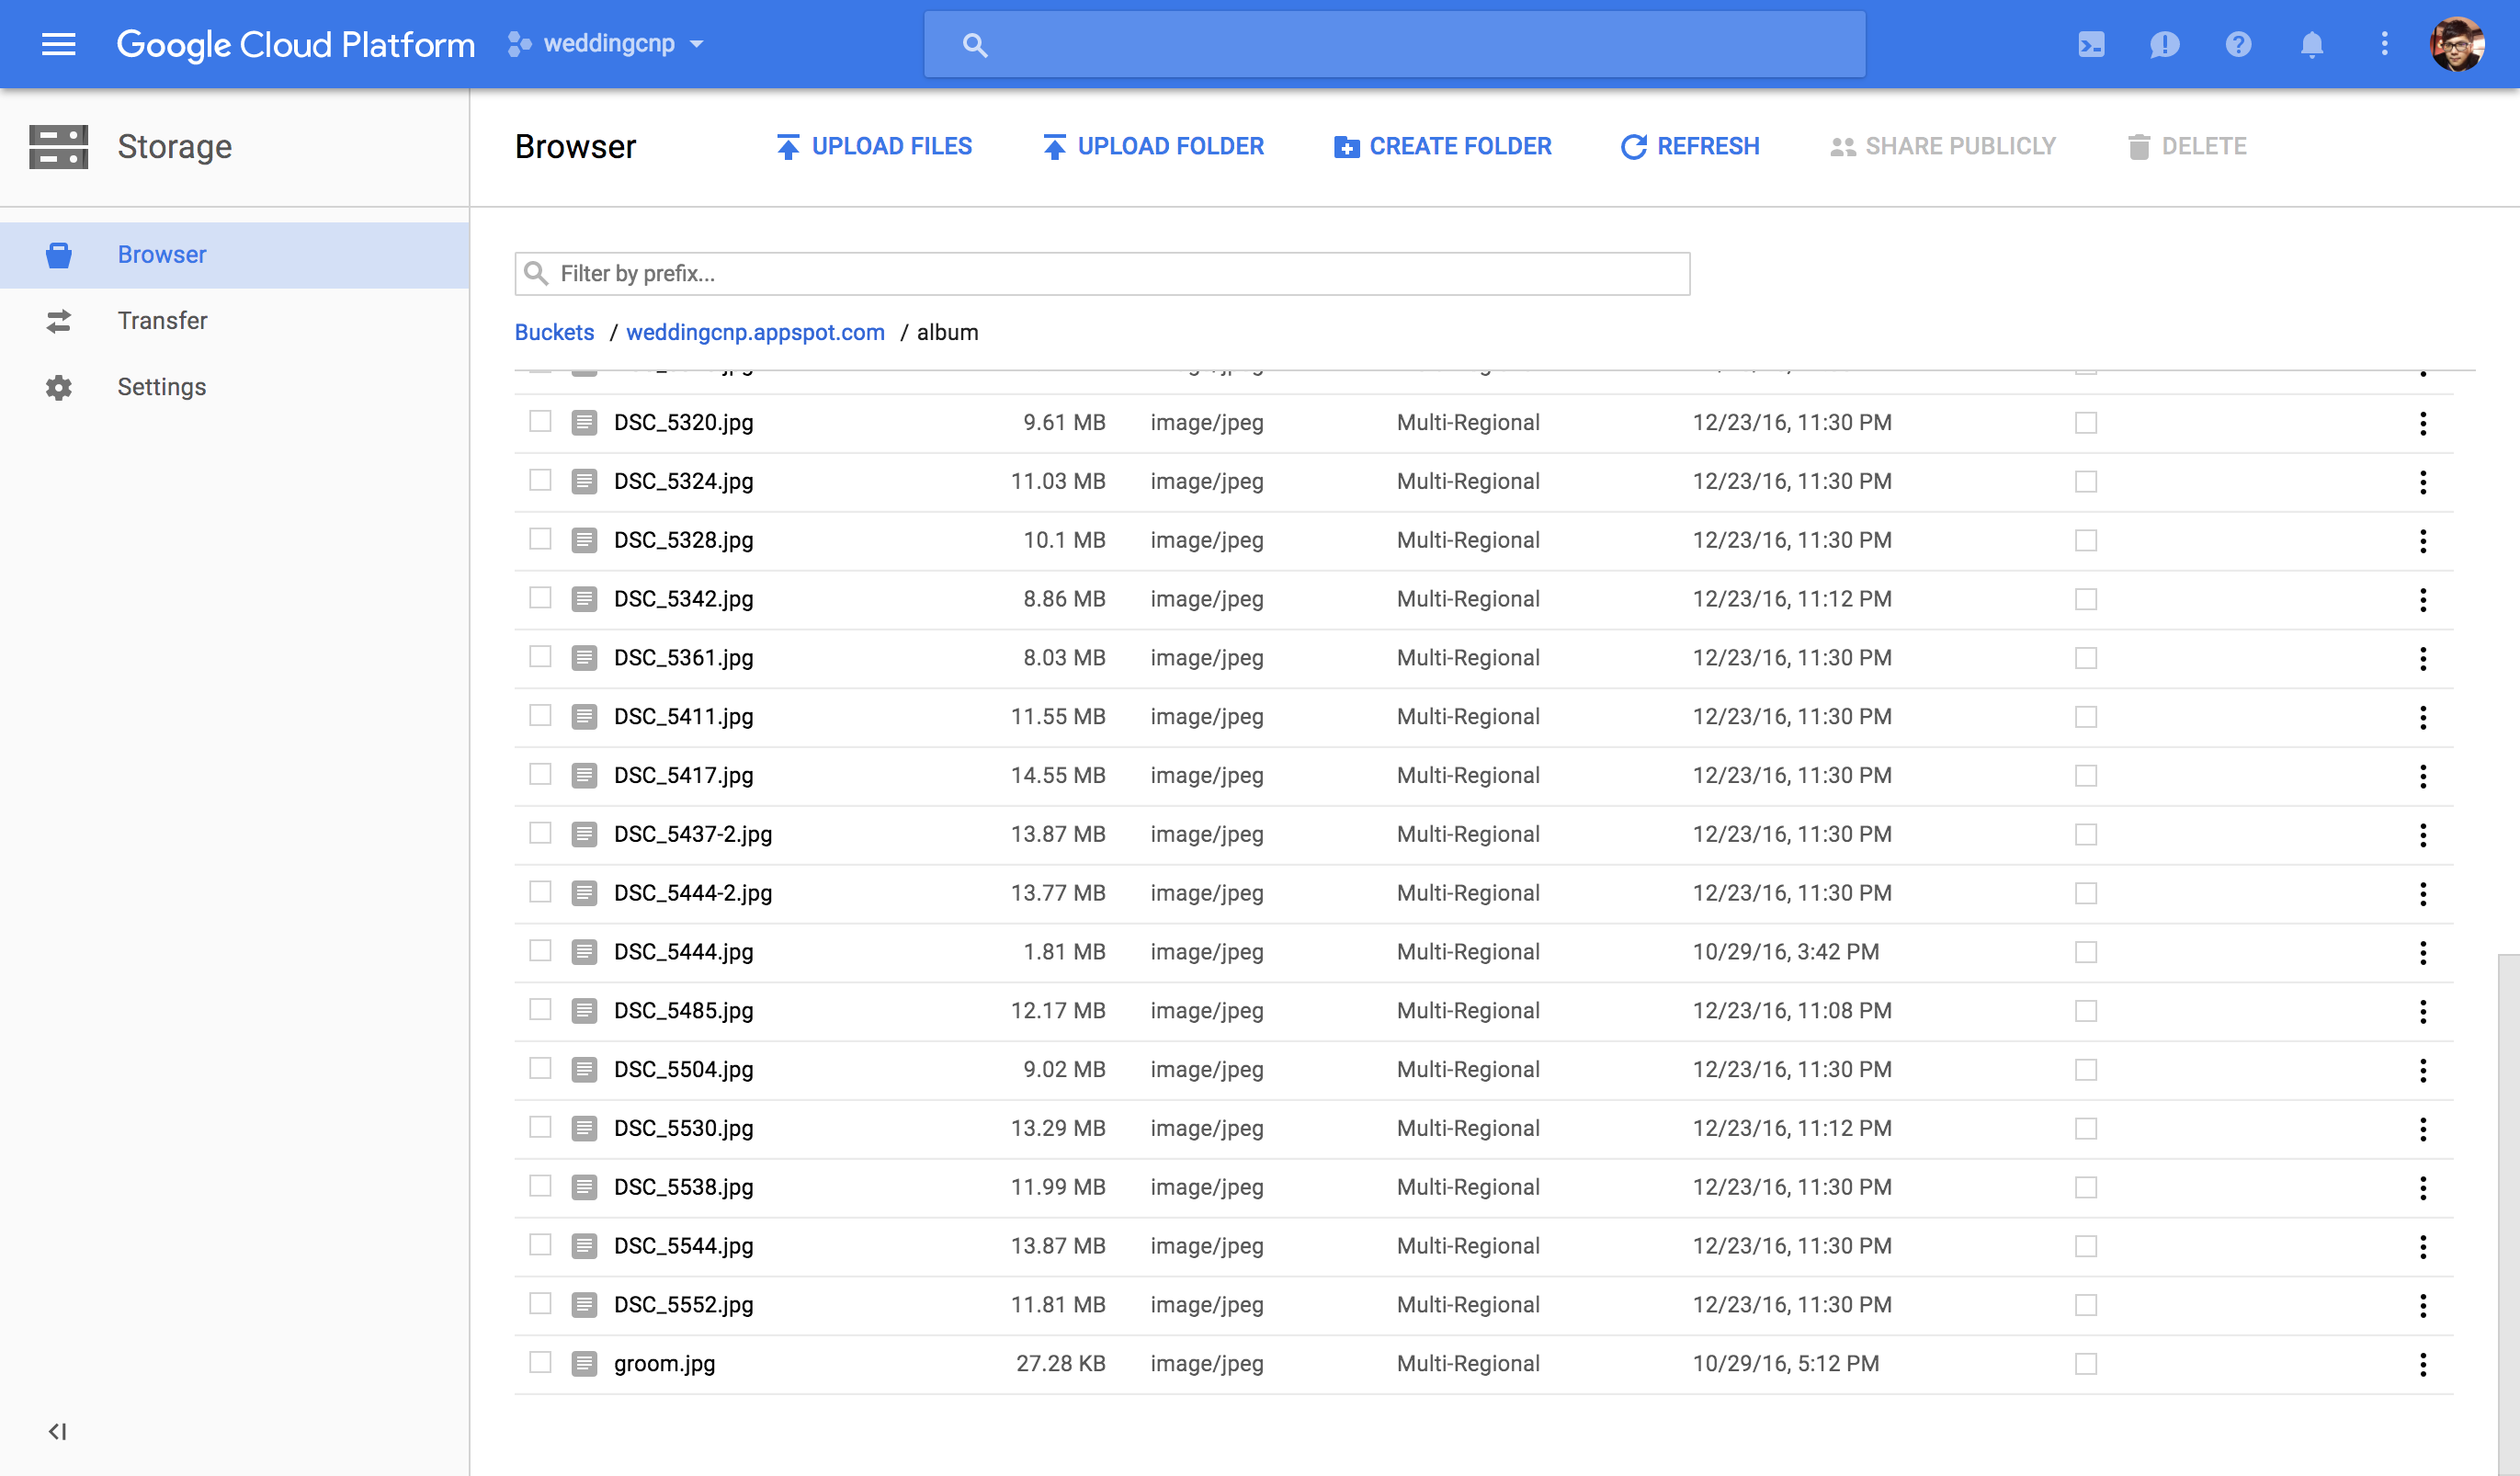 Google Cloud Platform weddingcnp
Storage
Browser UPLOAD FILES UPLOAD FOLDER CREATE FOLDER REFRESH SHARE PUBLICLY DELETE
Browser
Transfer
Settings
Filter by prefix...
Buckets / weddingcnp.appspot.com / album
DSC_5320.jpg 9.61 MB image/jpeg Multi-Regional 12/23/16, 11:30 PM
DSC_5324.jpg 11.03 MB image/jpeg Multi-Regional 12/23/16, 11:30 PM
DSC_5328.jpg 10.1 MB image/jpeg Multi-Regional 12/23/16, 11:30 PM
DSC_5342.jpg 8.86 MB image/jpeg Multi-Regional 12/23/16, 11:12 PM
DSC_5361.jpg 8.03 MB image/jpeg Multi-Regional 12/23/16, 11:30 PM
DSC_5411.jpg 11.55 MB image/jpeg Multi-Regional 12/23/16, 11:30 PM
DSC_5417.jpg 14.55 MB image/jpeg Multi-Regional 12/23/16, 11:30 PM
DSC_5437-2.jpg 13.87 MB image/jpeg Multi-Regional 12/23/16, 11:30 PM
DSC_5444-2.jpg 13.77 MB image/jpeg Multi-Regional 12/23/16, 11:30 PM
DSC_5444.jpg 1.81 MB image/jpeg Multi-Regional 10/29/16, 3:42 PM
DSC_5485.jpg 12.17 MB image/jpeg Multi-Regional 12/23/16, 11:08 PM
DSC_5504.jpg 9.02 MB image/jpeg Multi-Regional 12/23/16, 11:30 PM
DSC_5530.jpg 13.29 MB image/jpeg Multi-Regional 12/23/16, 11:12 PM
DSC_5538.jpg 11.99 MB image/jpeg Multi-Regional 12/23/16, 11:30 PM
DSC_5544.jpg 13.87 MB image/jpeg Multi-Regional 12/23/16, 11:30 PM
DSC_5552.jpg 11.81 MB image/jpeg Multi-Regional 12/23/16, 11:30 PM
groom.jpg 27.28 KB image/jpeg Multi-Regional 10/29/16, 5:12 PM